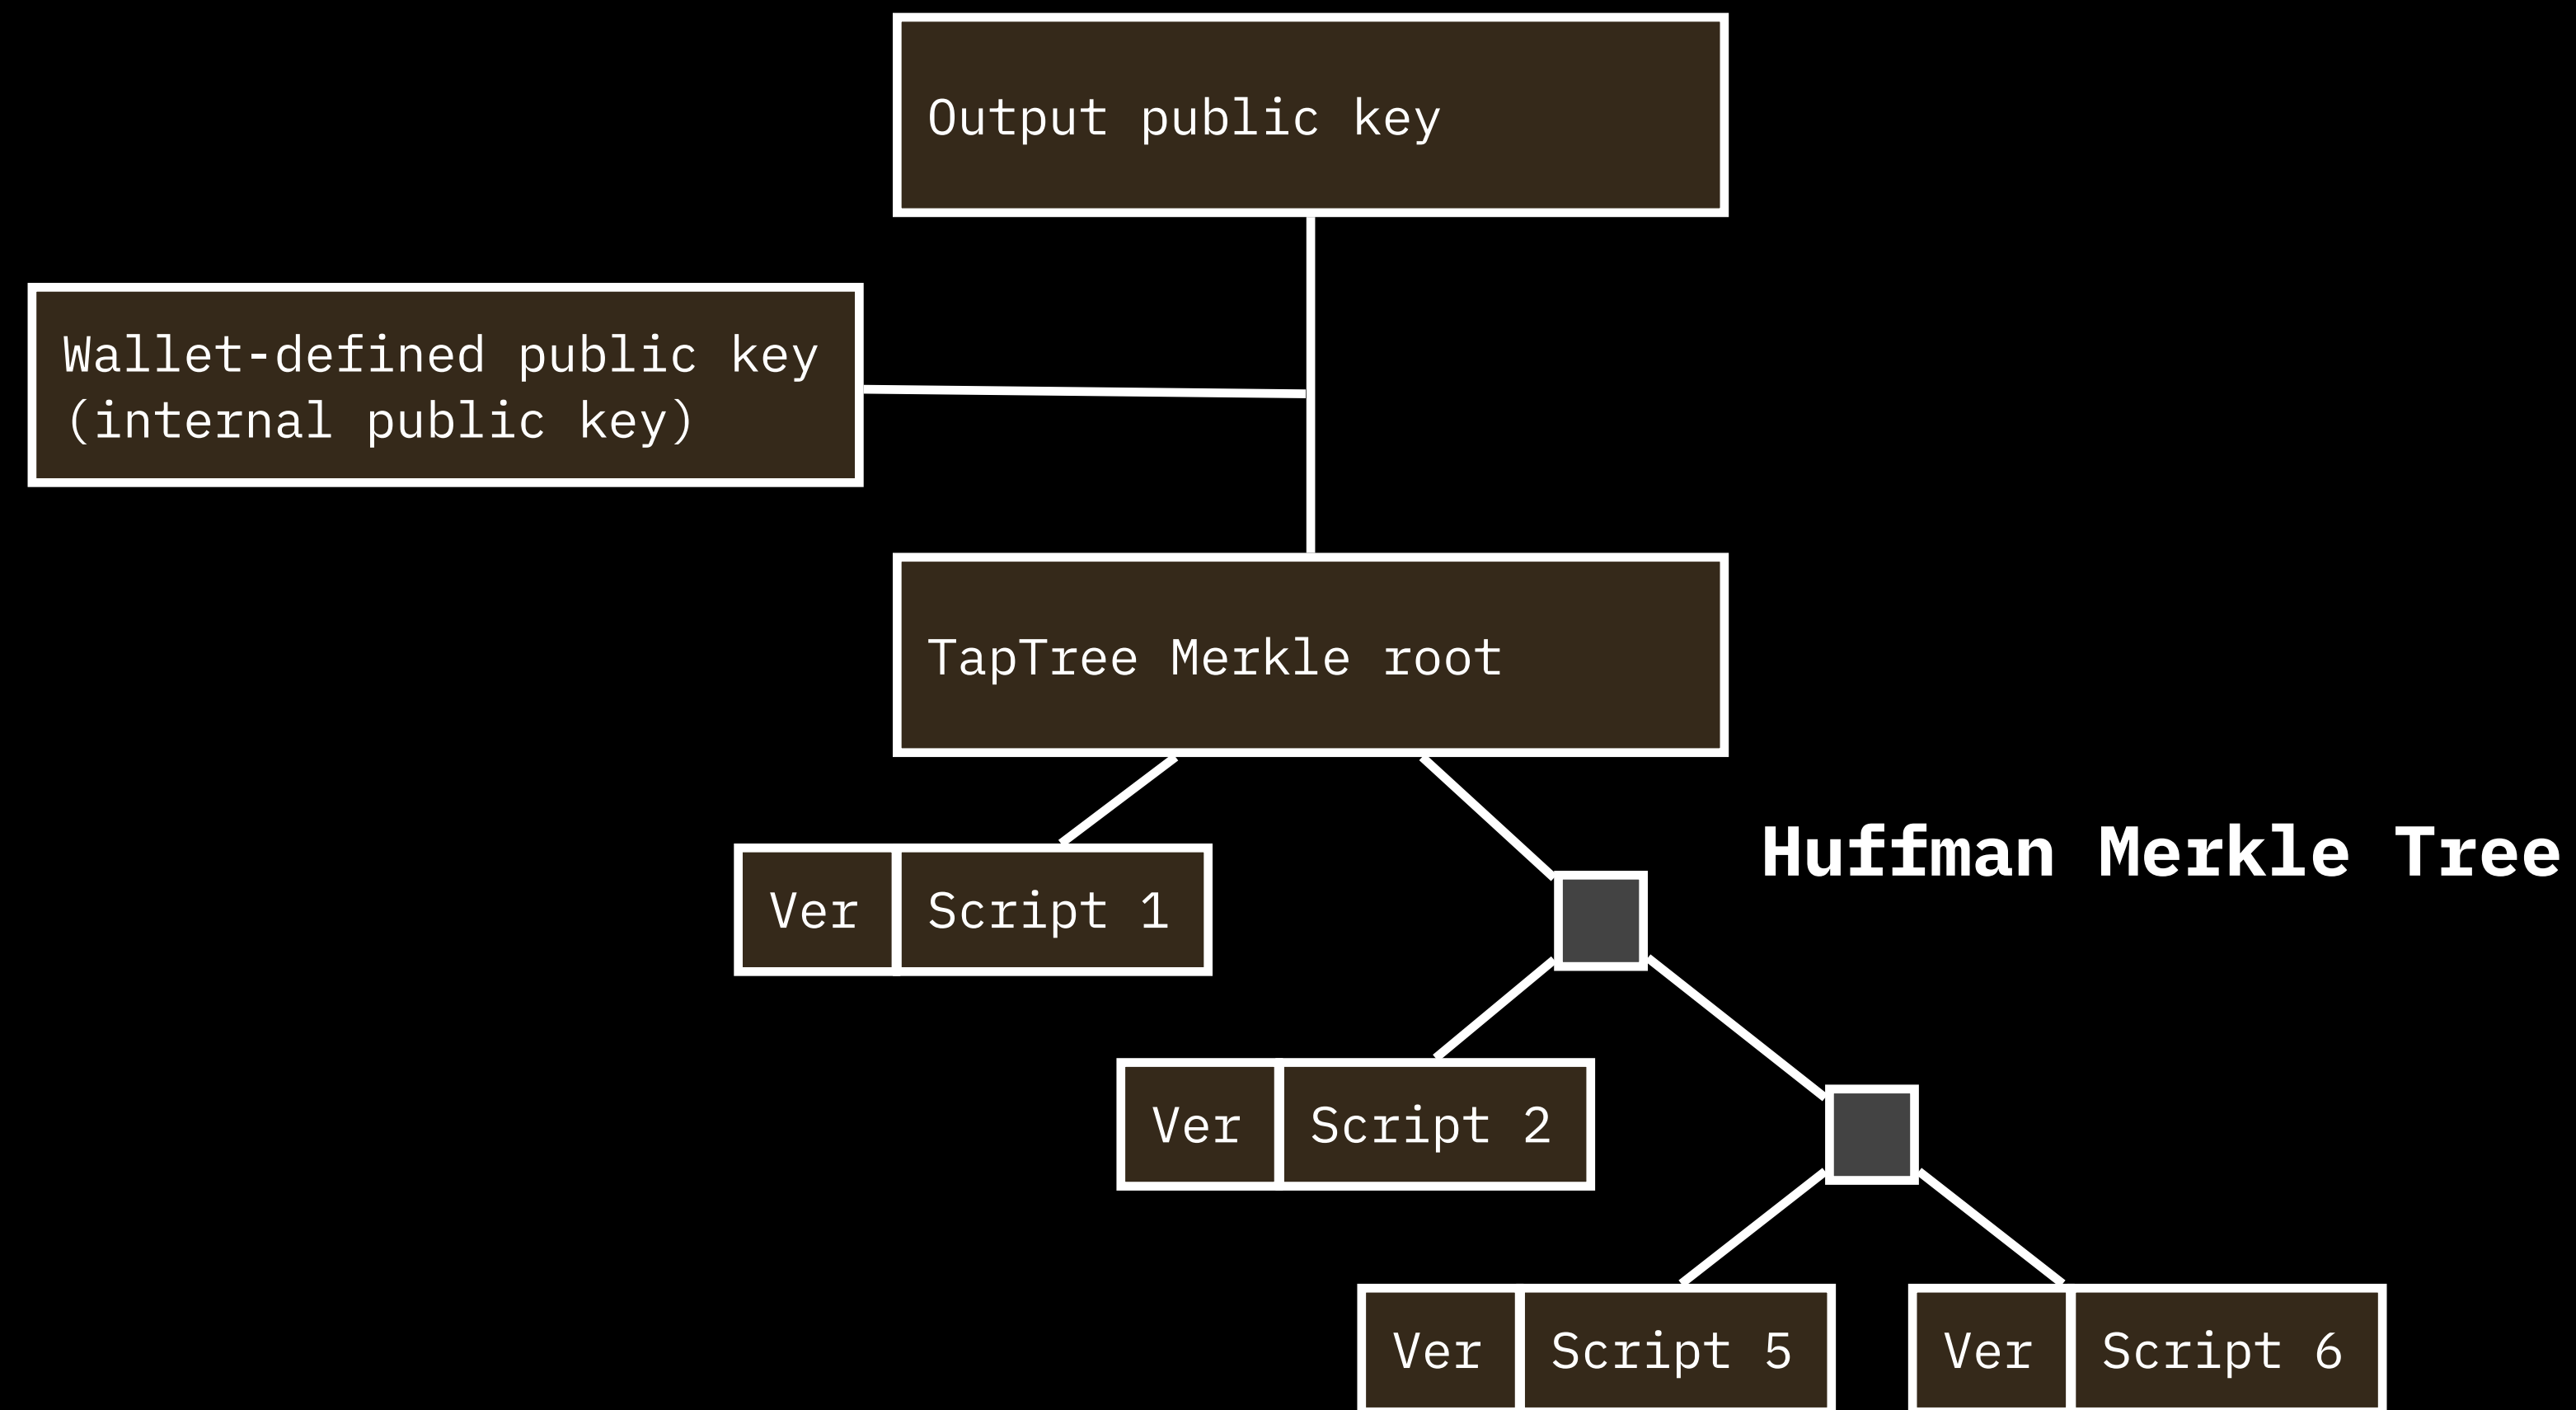 Output public key
Wallet-defined public key
(internal public key)
TapTree Merkle root
Huffman Merkle Tree
Ver Script 1
Ver Script 2
Ver Script 5 Ver Script 6